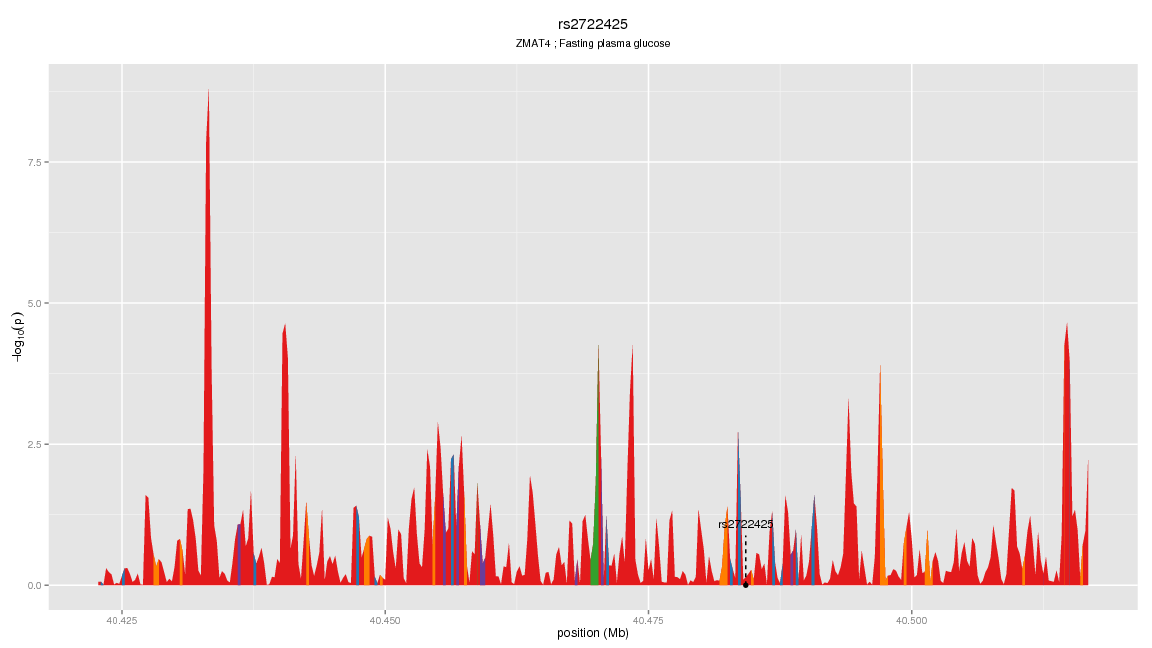 rs2722425
ZMAT4 ; Fasting plasma glucose
7.5
5.0
2.5
0.0
−log10(p)
rs2722425
40.425
40.450
40.475
40.500
position (Mb)